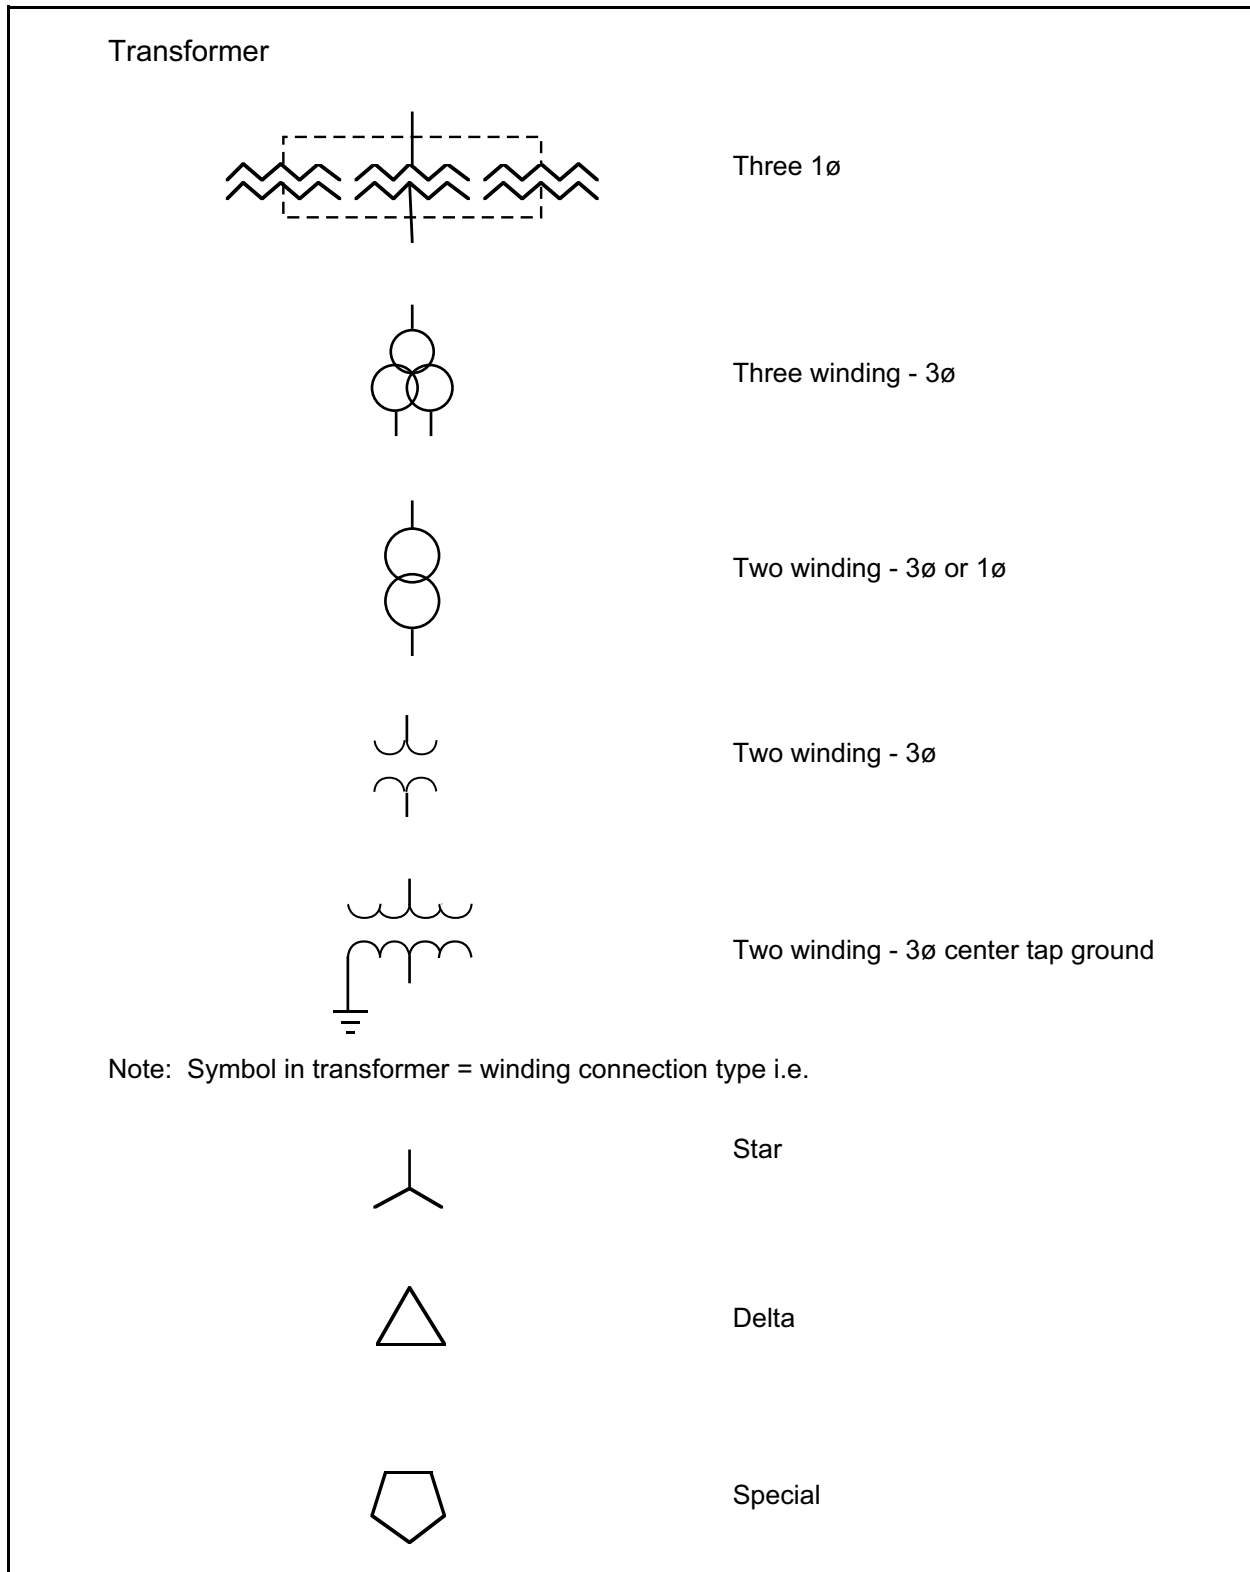 Transformer
Three 1ø
Three winding - 3ø
Two winding - 3ø or 1ø
Two winding - 3ø
Two winding - 3ø center tap ground
Note:  Symbol in transformer = winding connection type i.e.
Star
Delta
Special